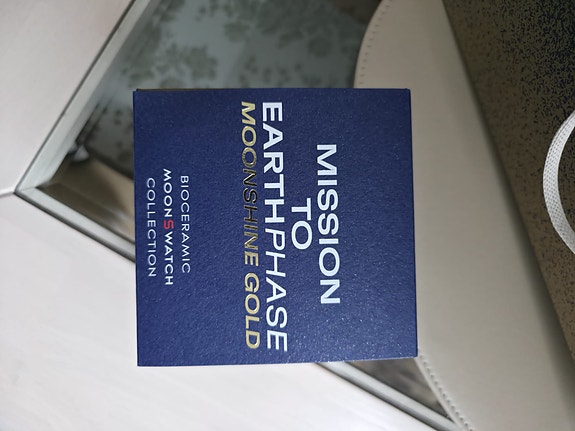 MISSION
TO
EARTHPHASE
MOONSHINE GOLD
BIOCERAMIC
MOONSWATCH
COLLECTION